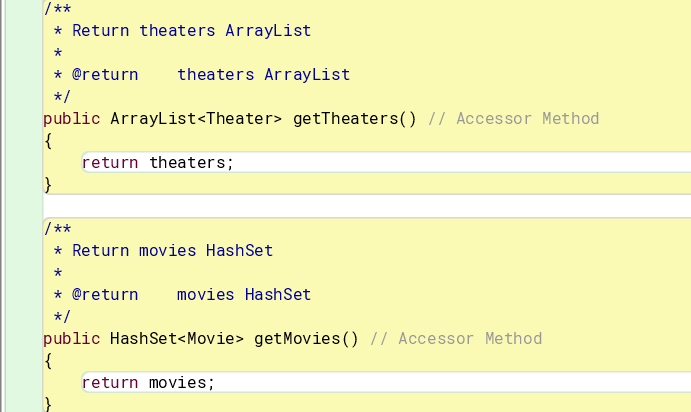 /**
 * Return theaters ArrayList
 *
 * @return    theaters ArrayList
 */
public ArrayList<Theater> getTheaters() // Accessor Method
{
    return theaters;
}

/**
 * Return movies HashSet
 *
 * @return    movies HashSet
 */
public HashSet<Movie> getMovies() // Accessor Method
{
    return movies;
}